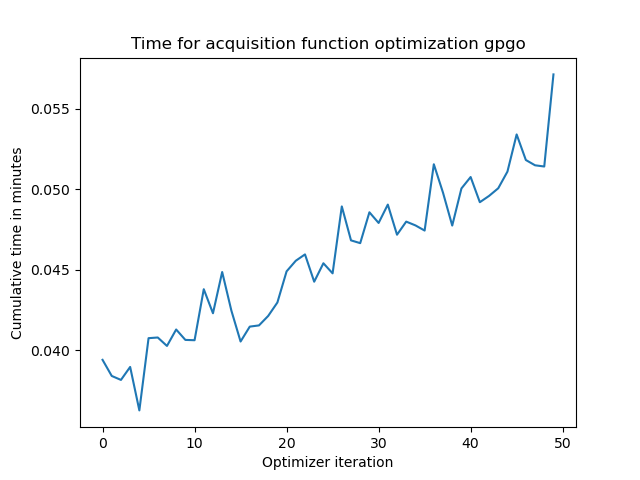 Time for acquisition function optimization gpgo
0.055
0.050
0.045
0.040
Cumulative time in minutes
0 10 20 30 40 50
Optimizer iteration